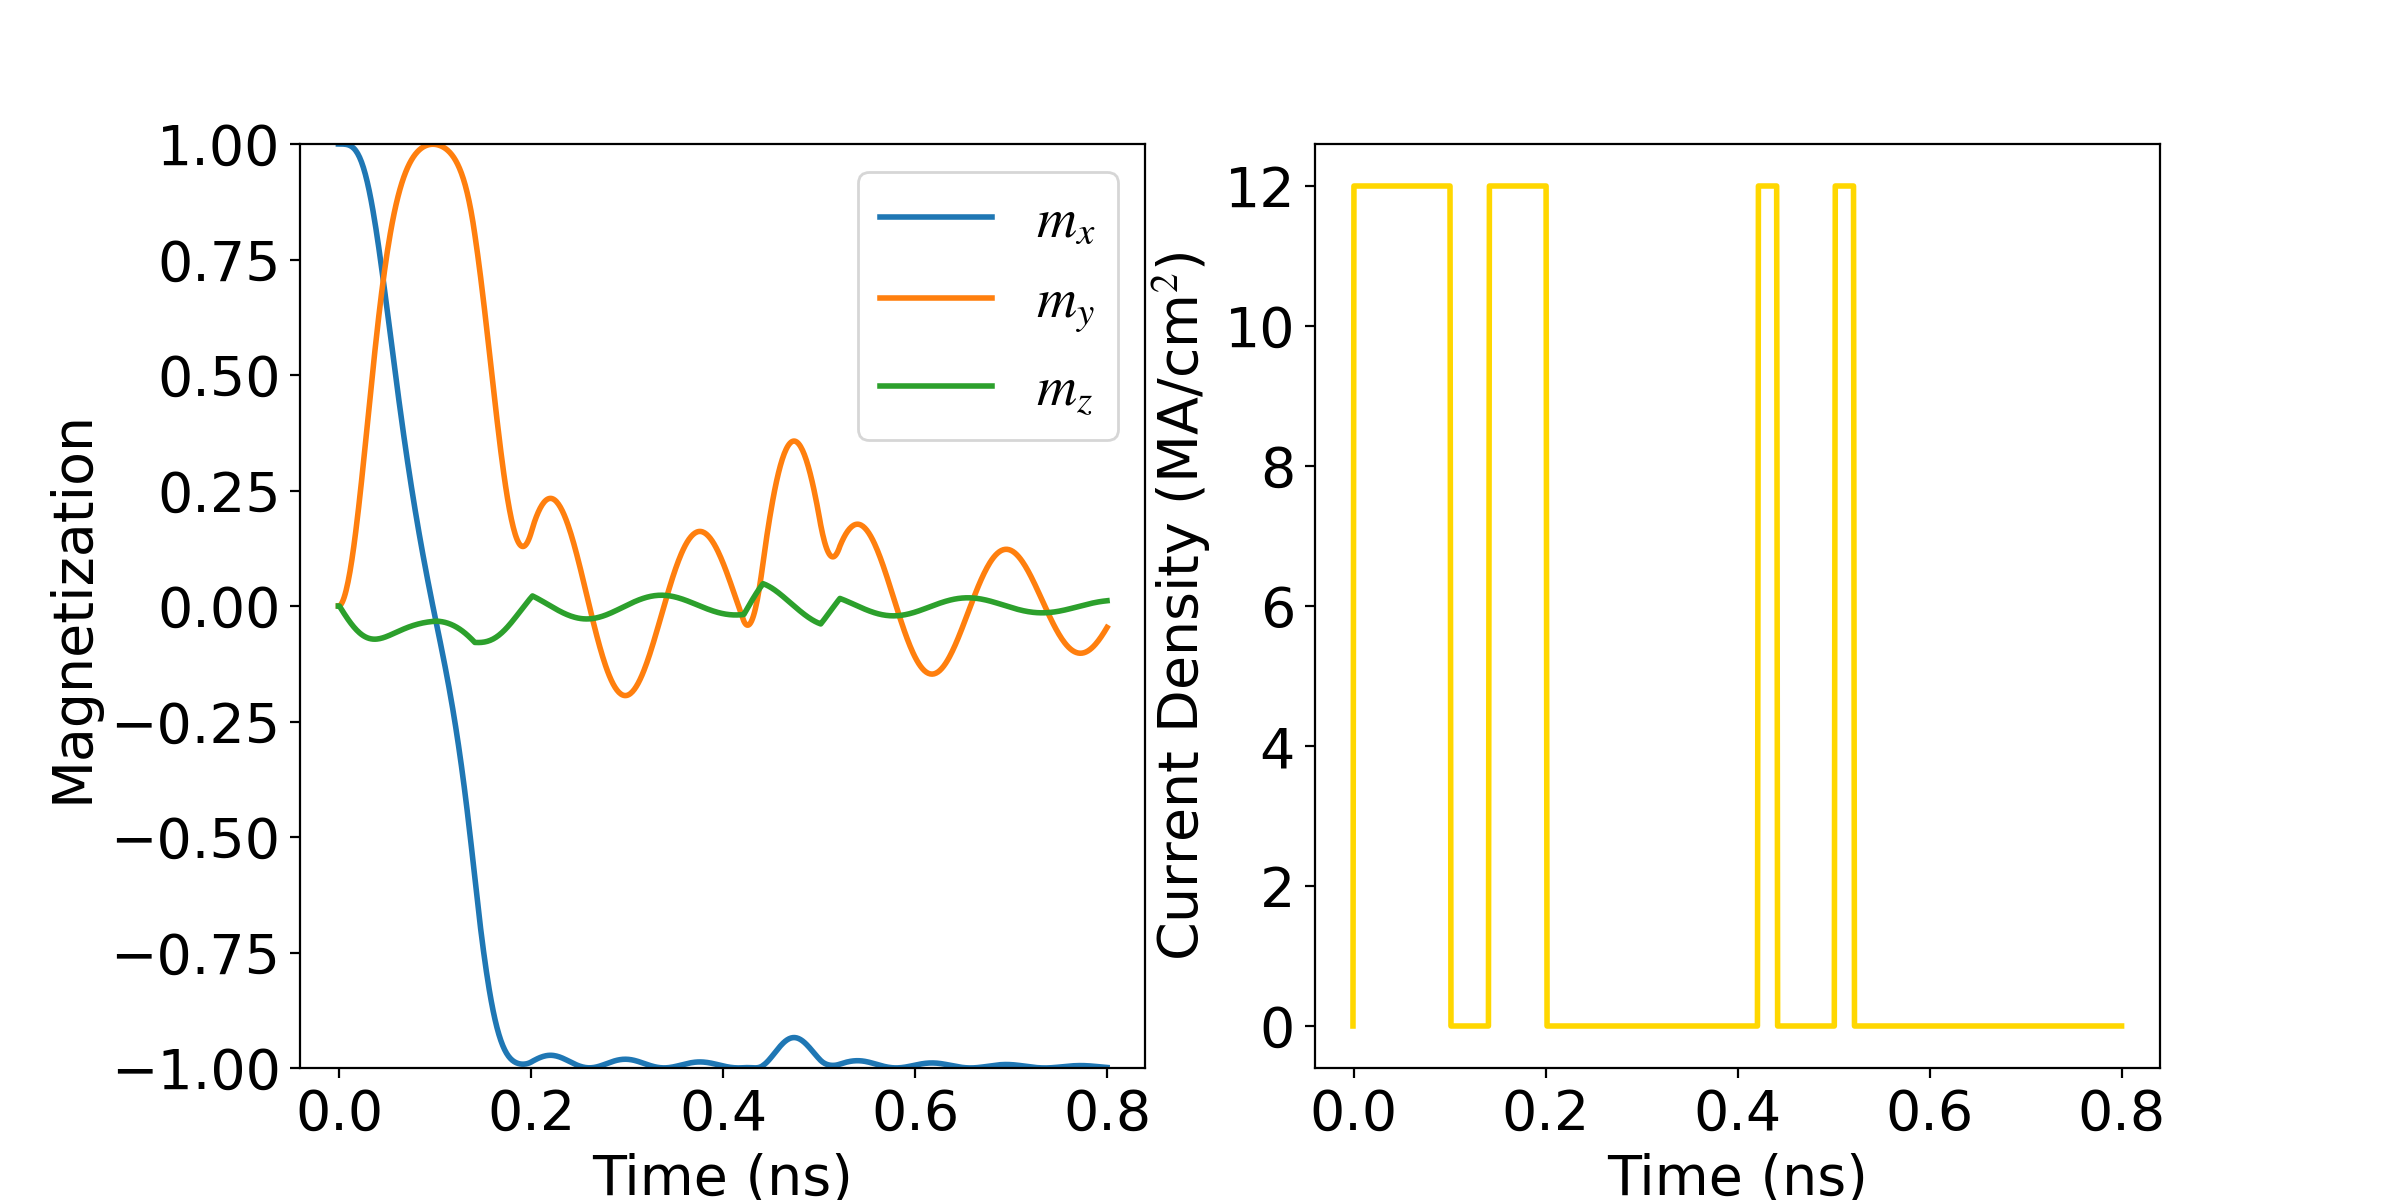 Magnetization
1.00
0.75
0.50
0.25
0.00
−0.25
−0.50
−0.75
−1.00
0.0 0.2 0.4 0.6 0.8
Time (ns)
m_x
m_y
m_z
Current Density (MA/cm²)
12
10
8
6
4
2
0
0.0 0.2 0.4 0.6 0.8
Time (ns)